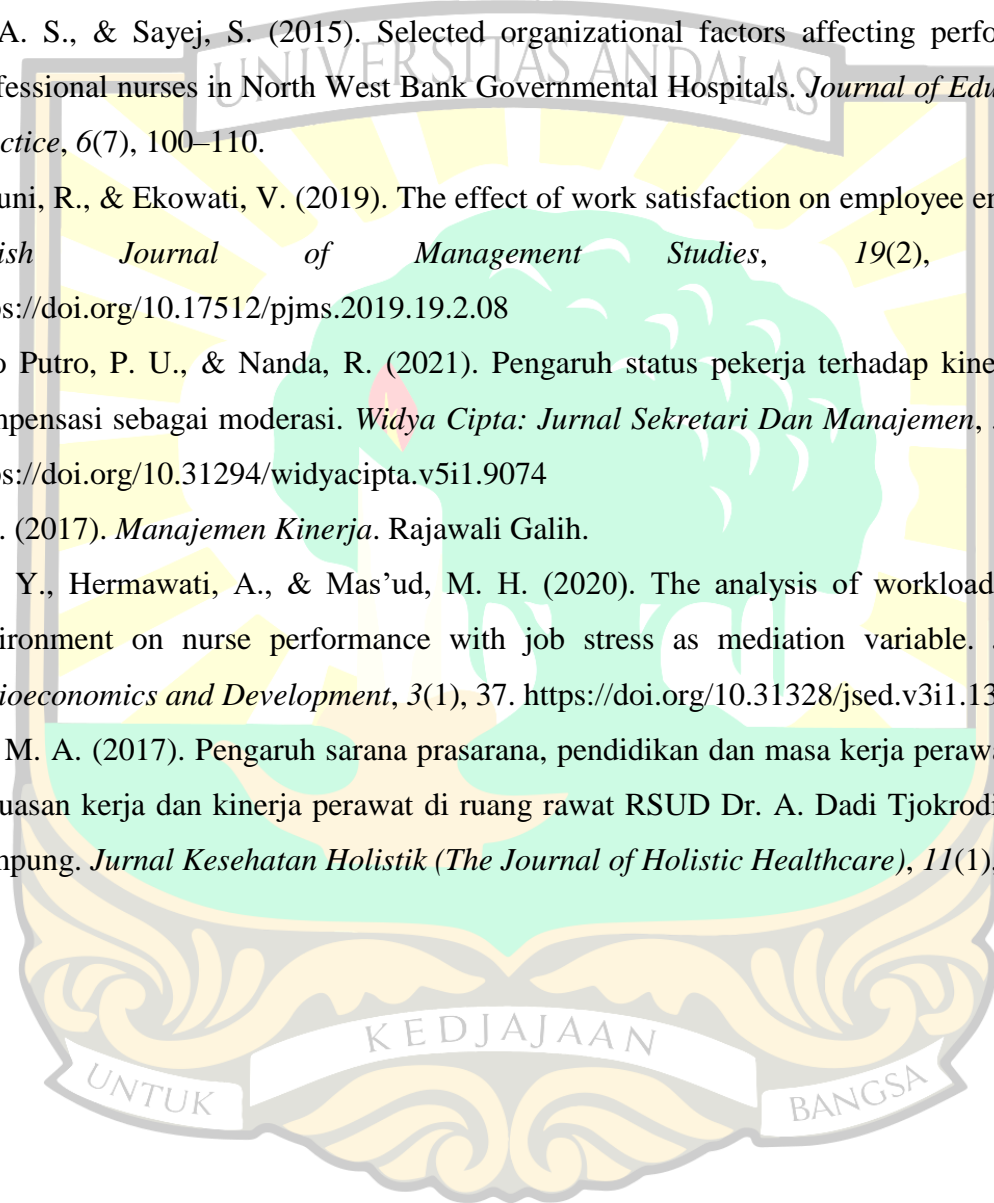 UNIVERSITAS ANDALAS
A. S., & Sayej, S. (2015). Selected organizational factors affecting perfo
fessional nurses in North West Bank Governmental Hospitals. Journal of Edu
ctice, 6(7), 100–110.
uni, R., & Ekowati, V. (2019). The effect of work satisfaction on employee en
ish Journal of Management Studies, 19(2),
s://doi.org/10.17512/pjms.2019.19.2.08
o Putro, P. U., & Nanda, R. (2021). Pengaruh status pekerja terhadap kine
npensasi sebagai moderasi. Widya Cipta: Jurnal Sekretari Dan Manajemen,
s://doi.org/10.31294/widyacipta.v5i1.9074
. (2017). Manajemen Kinerja. Rajawali Galih.
Y., Hermawati, A., & Mas’ud, M. H. (2020). The analysis of workload
ironment on nurse performance with job stress as mediation variable.
ioeconomics and Development, 3(1), 37. https://doi.org/10.31328/jsed.v3i1.13
M. A. (2017). Pengaruh sarana prasarana, pendidikan dan masa kerja perawa
uasan kerja dan kinerja perawat di ruang rawat RSUD Dr. A. Dadi Tjokrodi
npung. Jurnal Kesehatan Holistik (The Journal of Holistic Healthcare), 11(1).
UNTUK KEDJAJAAN BANGSA